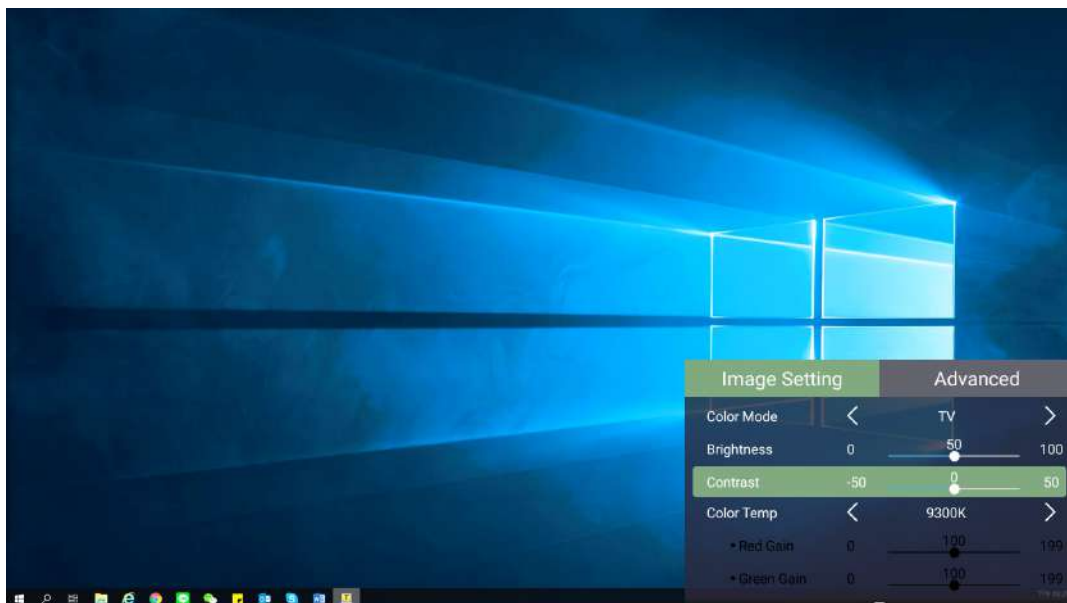 Image Setting Advanced
Color Mode TV
Brightness 0 50 100
Contrast -50 0 50
Color Temp 9300K
• Red Gain 0 100 199
• Green Gain 0 100 199